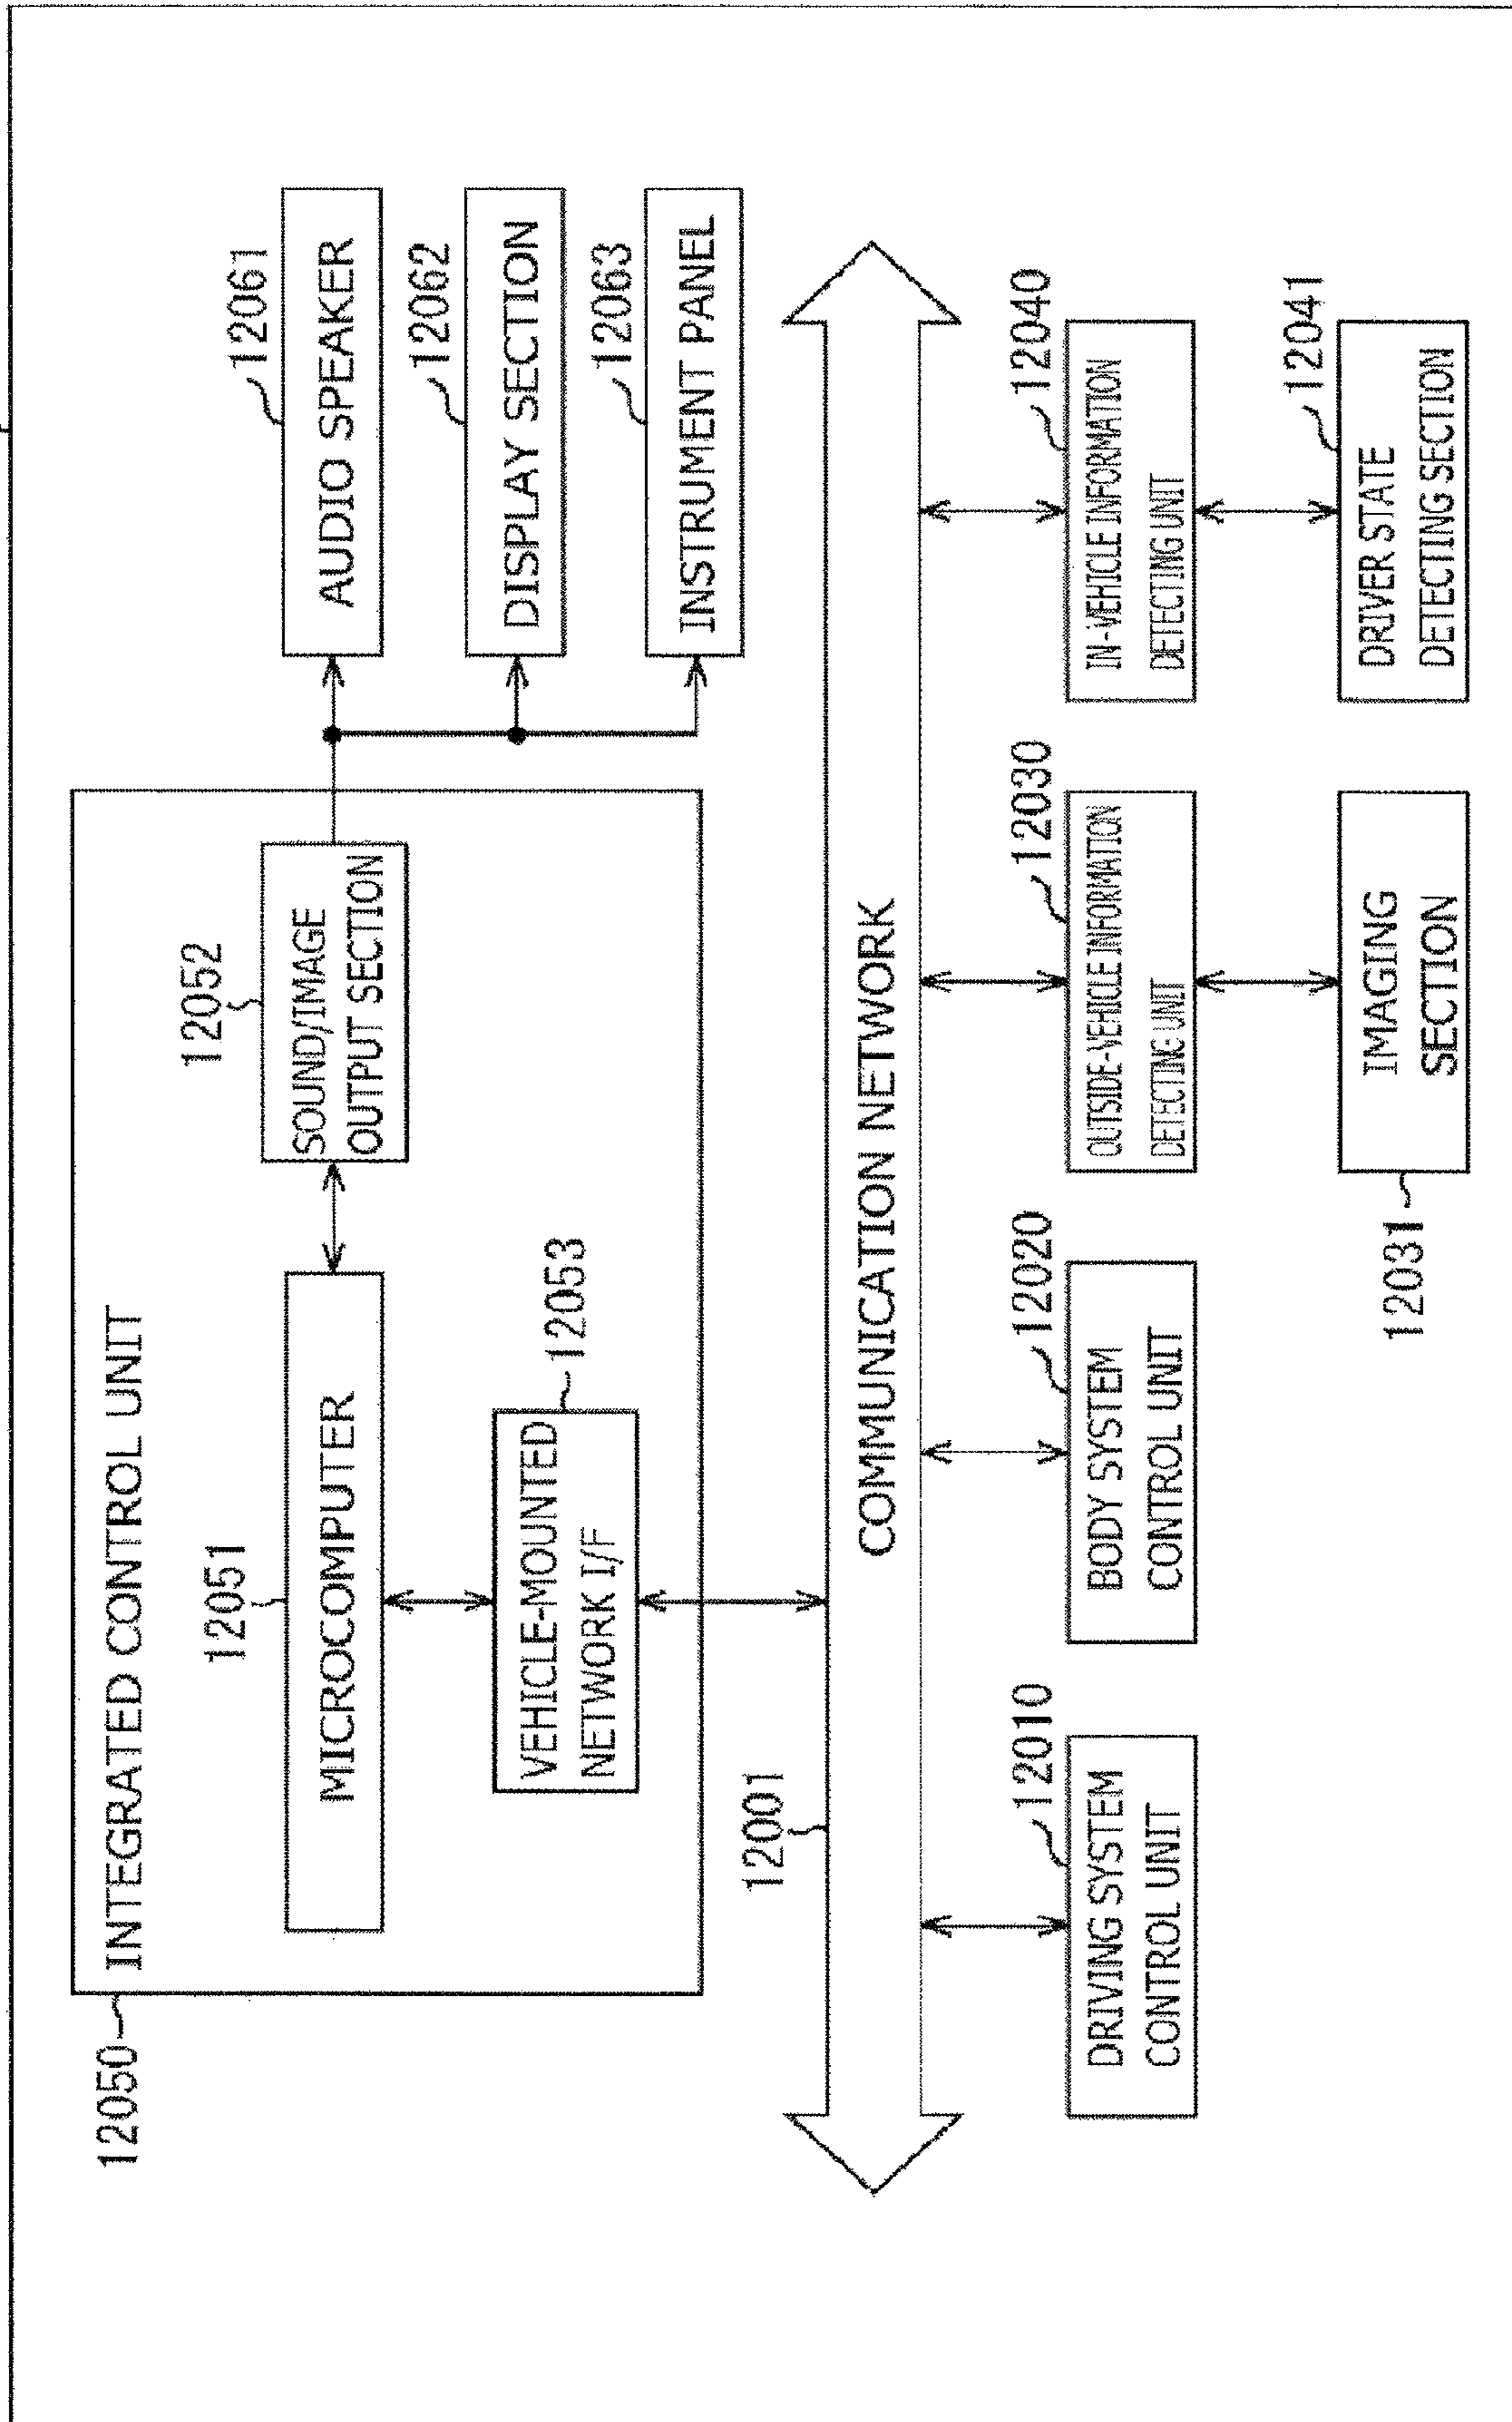 12050
INTEGRATED CONTROL UNIT
12051
MICROCOMPUTER
12052
SOUND/IMAGE
OUTPUT SECTION
12053
VEHICLE-MOUNTED
NETWORK I/F
12061
AUDIO SPEAKER
12062
DISPLAY SECTION
12063
INSTRUMENT PANEL
12001
COMMUNICATION NETWORK
12010
DRIVING SYSTEM
CONTROL UNIT
12020
BODY SYSTEM
CONTROL UNIT
12030
OUTSIDE-VEHICLE INFORMATION
DETECTING UNIT
12040
IN-VEHICLE INFORMATION
DETECTING UNIT
12031
IMAGING
SECTION
12041
DRIVER STATE
DETECTING SECTION